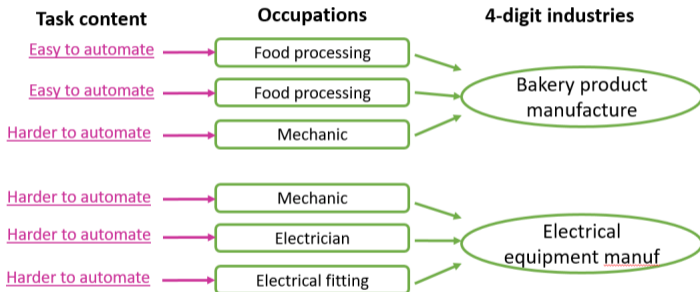 Task content
Occupations
4-digit industries
Easy to automate
Food processing
Easy to automate
Food processing
Bakery product
manufacture
Harder to automate
Mechanic
Harder to automate
Mechanic
Harder to automate
Electrician
Electrical
equipment manuf
Harder to automate
Electrical fitting